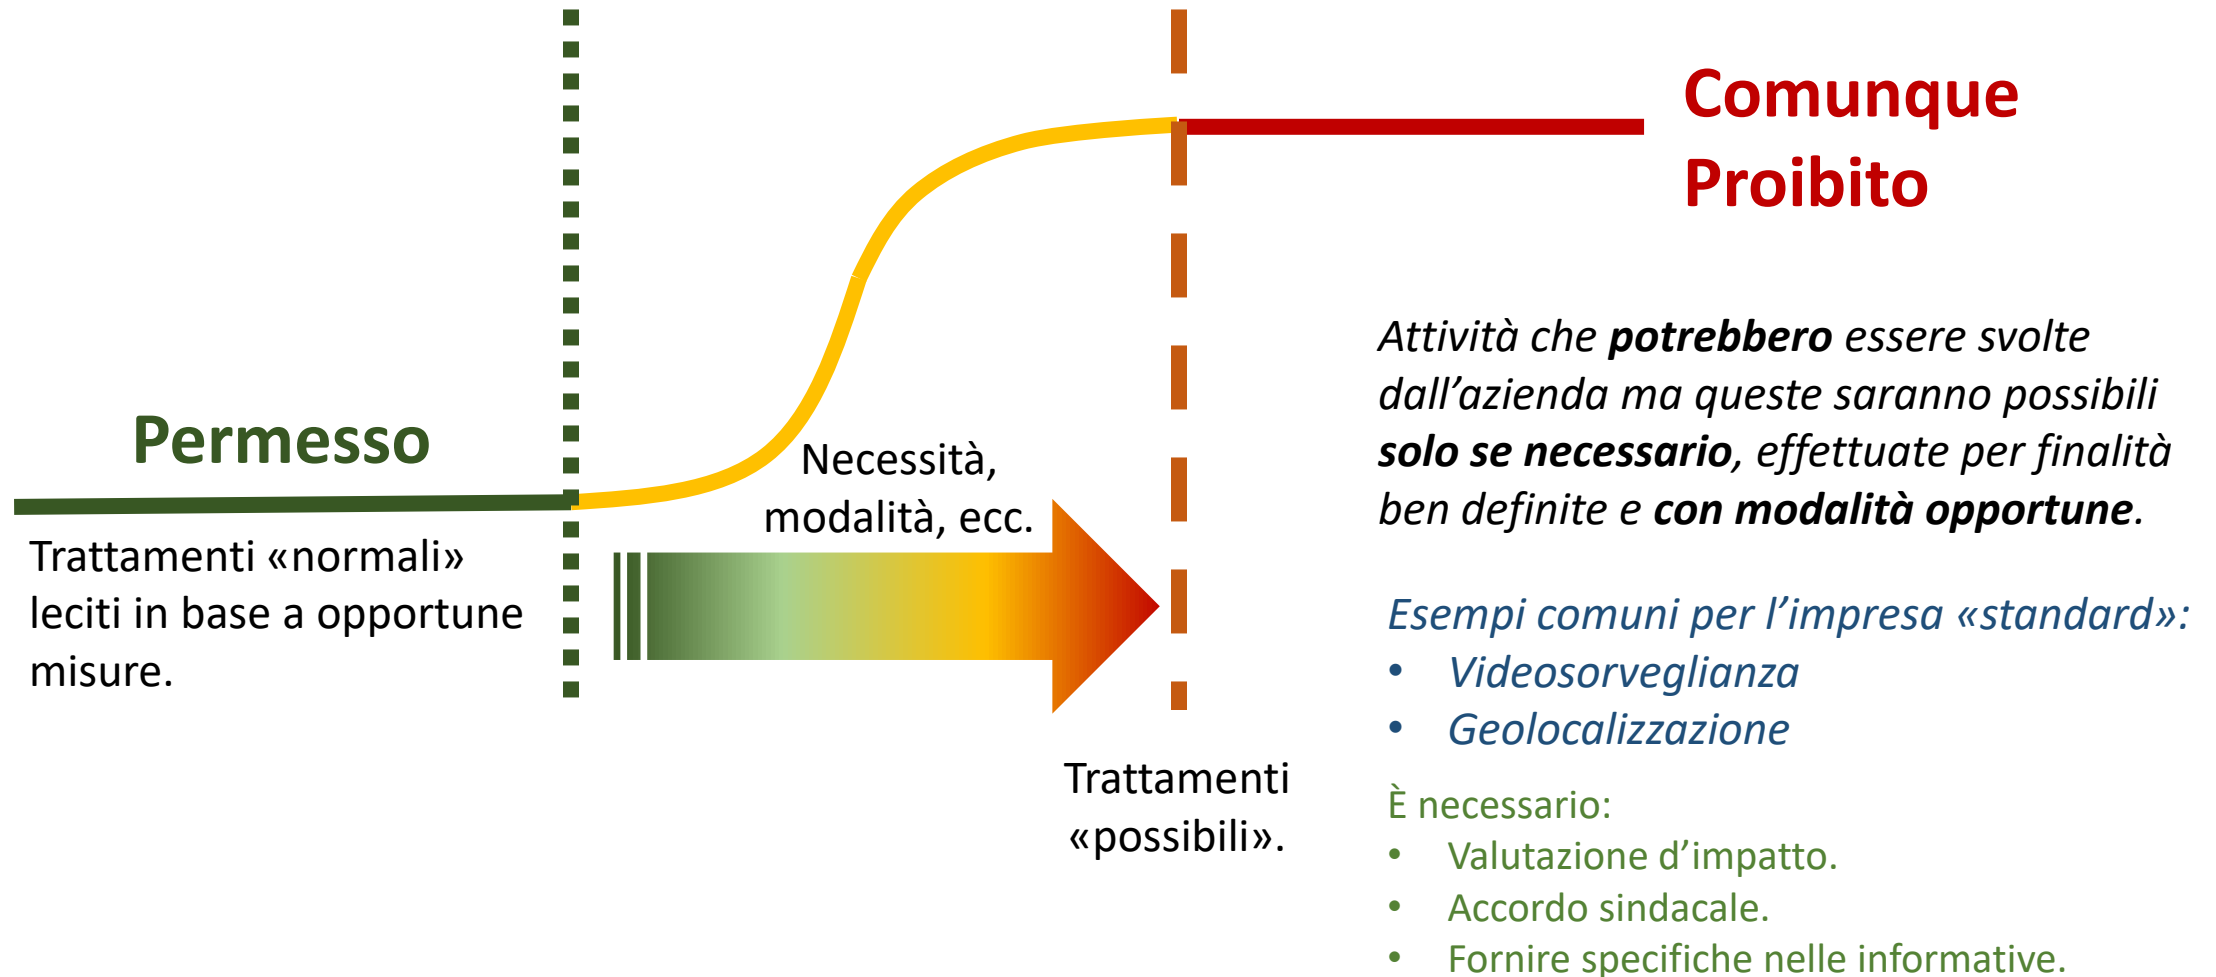 Permesso
Trattamenti «normali»
leciti in base a opportune
misure.
Necessità,
modalità, ecc.
Trattamenti
«possibili».
Comunque
Proibito
Attività che potrebbero essere svolte
dall’azienda ma queste saranno possibili
solo se necessario, effettuate per finalità
ben definite e con modalità opportune.
Esempi comuni per l’impresa «standard»:
• Videosorveglianza
• Geolocalizzazione
È necessario:
• Valutazione d’impatto.
• Accordo sindacale.
• Fornire specifiche nelle informative.